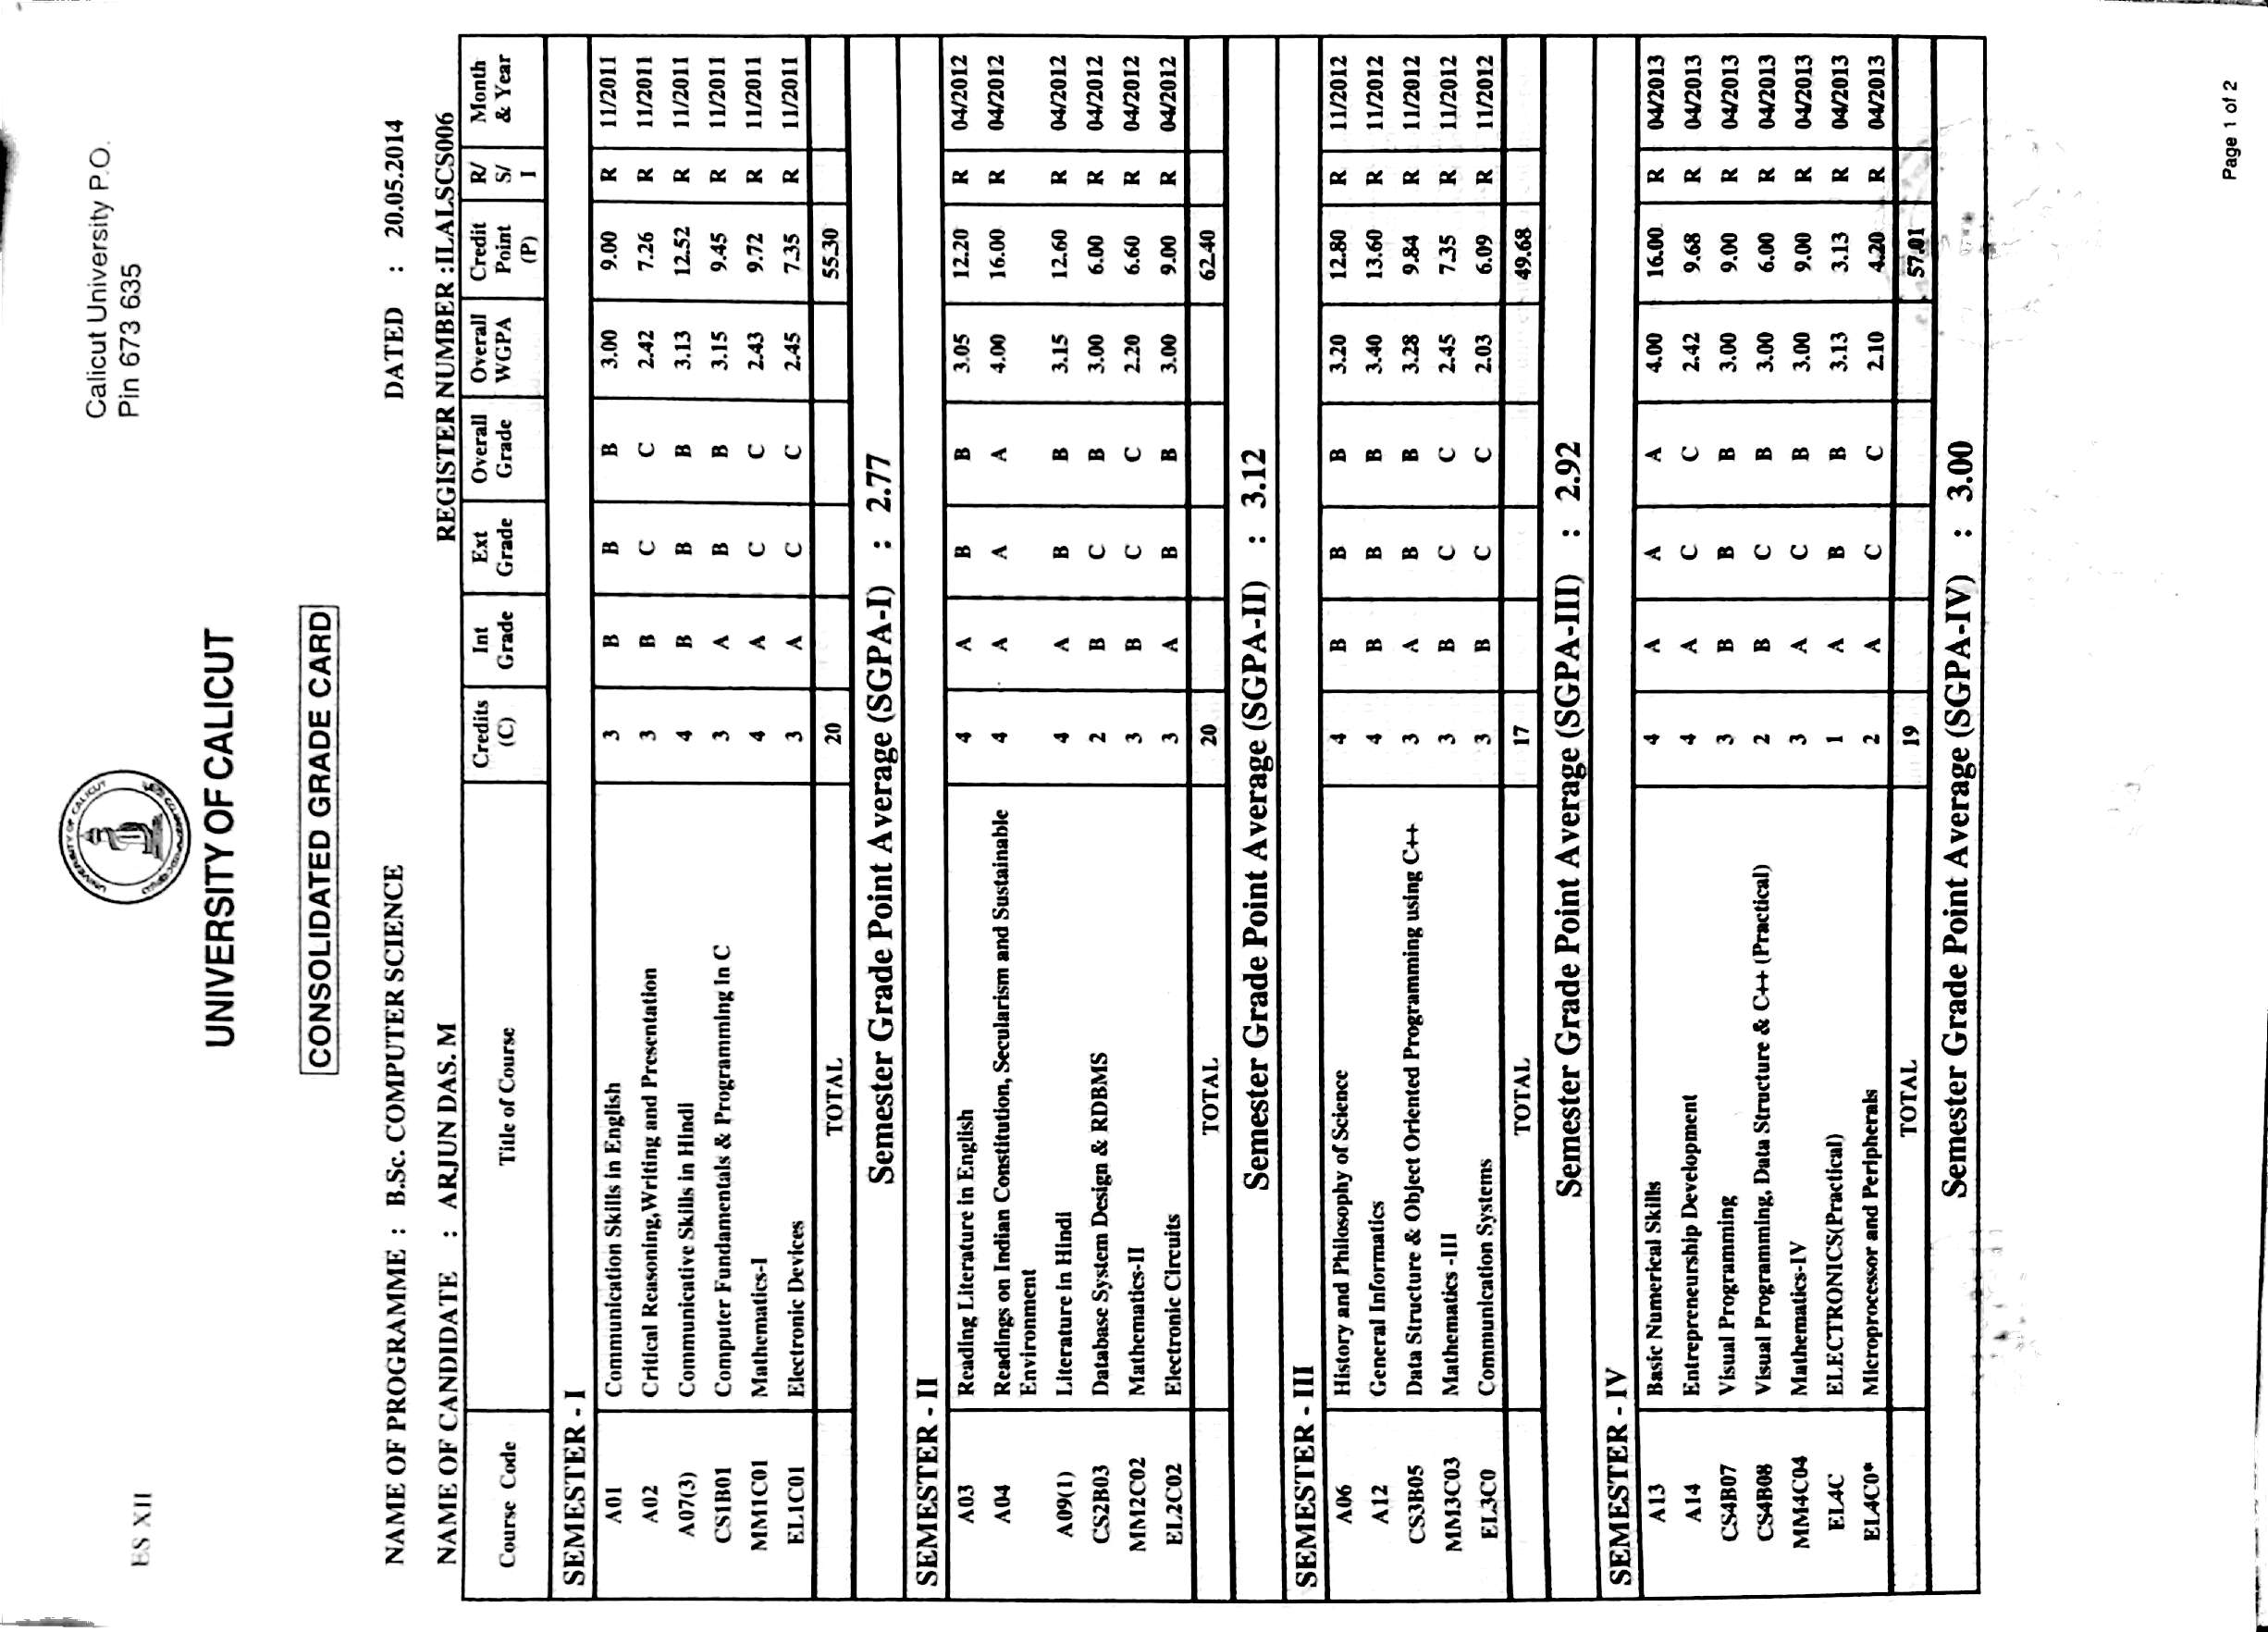 ES XII
UNIVERSITY OF CALICUT
Calicut University P.O.
Pin 673 635
UNIVERSITY OF CALICUT
CONSOLIDATED GRADE CARD
NAME OF PROGRAMME : B.Sc. COMPUTER SCIENCE DATED : 20.05.2014
NAME OF CANDIDATE : ARJUN DAS. M REGISTER NUMBER :ILALSCS006
Course Code Title of Course Credits (C) Int Grade Ext Grade Overall Grade Overall WGPA Credit Point (P) R/ S/ I Month & Year
SEMESTER - I
A01 Communication Skills in English 3 B B B 3.00 9.00 R 11/2011
A02 Critical Reasoning,Writing and Presentation 3 B C C 2.42 7.26 R 11/2011
A07(3) Communicative Skills in Hindi 4 B B B 3.13 12.52 R 11/2011
CS1B01 Computer Fundamentals & Programming in C 3 A B B 3.15 9.45 R 11/2011
MM1C01 Mathematics-I 4 A C C 2.43 9.72 R 11/2011
EL1C01 Electronic Devices 3 A C C 2.45 7.35 R 11/2011
TOTAL 20 55.30
Semester Grade Point Average (SGPA-I) : 2.77
SEMESTER - II
A03 Reading Literature in English 4 A B B 3.05 12.20 R 04/2012
A04 Readings on Indian Constitution, Secularism and Sustainable 4 A A A 4.00 16.00 R 04/2012
Environment
A09(1) Literature in Hindi 4 A B B 3.15 12.60 R 04/2012
CS2B03 Database System Design & RDBMS 2 B C B 3.00 6.00 R 04/2012
MM2C02 Mathematics-II 3 B C C 2.20 6.60 R 04/2012
EL2C02 Electronic Circuits 3 A B B 3.00 9.00 R 04/2012
TOTAL 20 62.40
Semester Grade Point Average (SGPA-II) : 3.12
SEMESTER - III
A06 History and Philosophy of Science 4 B B B 3.20 12.80 R 11/2012
A12 General Informatics 4 B B B 3.40 13.60 R 11/2012
CS3B05 Data Structure & Object Oriented Programming using C++ 3 A B B 3.28 9.84 R 11/2012
MM3C03 Mathematics -III 3 B C C 2.45 7.35 R 11/2012
EL3C0 Communication Systems 3 B C C 2.03 6.09 R 11/2012
TOTAL 17 49.68
Semester Grade Point Average (SGPA-III) : 2.92
SEMESTER - IV
A13 Basic Numerical Skills 4 A A A 4.00 16.00 R 04/2013
A14 Entrepreneurship Development 4 A C C 2.42 9.68 R 04/2013
CS4B07 Visual Programming 3 B B B 3.00 9.00 R 04/2013
CS4B08 Visual Programming, Data Structure & C++ (Practical) 2 B C B 3.00 6.00 R 04/2013
MM4C04 Mathematics-IV 3 A C B 3.00 9.00 R 04/2013
EL4C ELECTRONICS(Practical) 1 A B B 3.13 3.13 R 04/2013
EL4C0* Microprocessor and Peripherals 2 A C C 2.10 4.20 R 04/2013
TOTAL 19 57.01
Semester Grade Point Average (SGPA-IV) : 3.00
Page 1 of 2